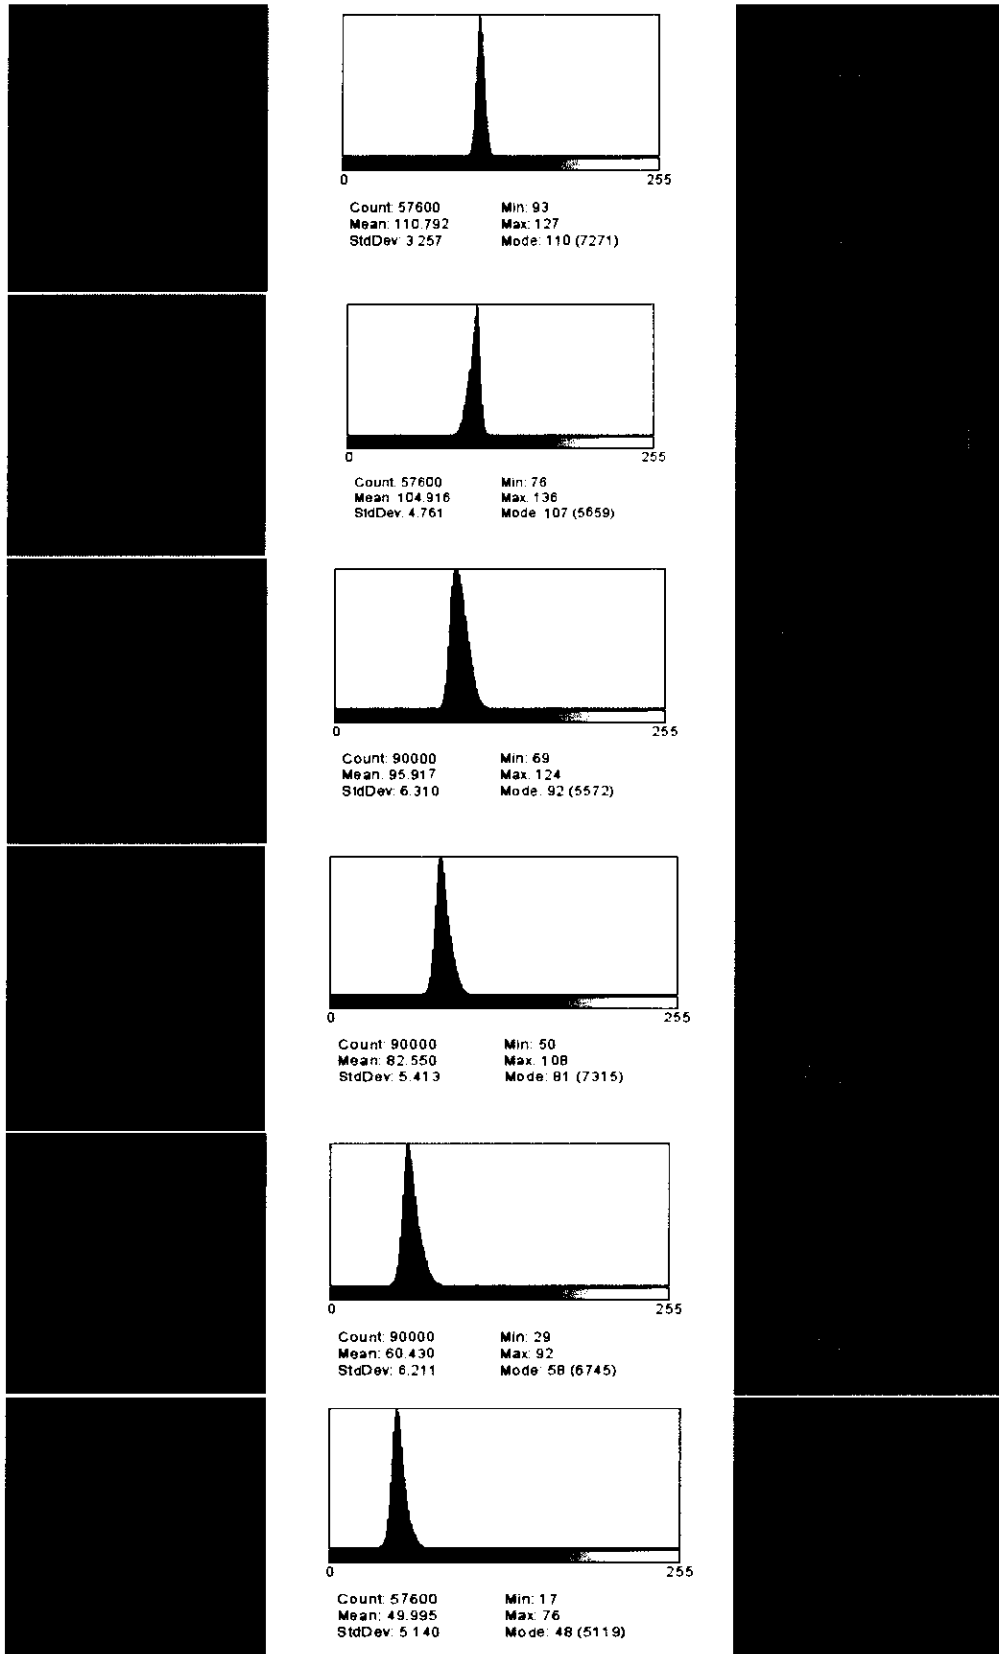 0 255
Count: 57600 Min: 93
Mean: 110.792 Max: 127
StdDev: 3.257 Mode: 110 (7271)
0 255
Count: 57600 Min: 76
Mean: 104.916 Max: 136
StdDev: 4.761 Mode: 107 (5659)
0 255
Count: 90000 Min: 69
Mean: 95.917 Max: 124
StdDev: 6.310 Mode: 92 (5572)
0 255
Count: 90000 Min: 50
Mean: 82.550 Max: 108
StdDev: 5.413 Mode: 81 (7315)
0 255
Count: 90000 Min: 29
Mean: 60.430 Max: 92
StdDev: 6.211 Mode: 58 (6745)
0 255
Count: 57600 Min: 17
Mean: 49.995 Max: 76
StdDev: 5.140 Mode: 48 (5119)